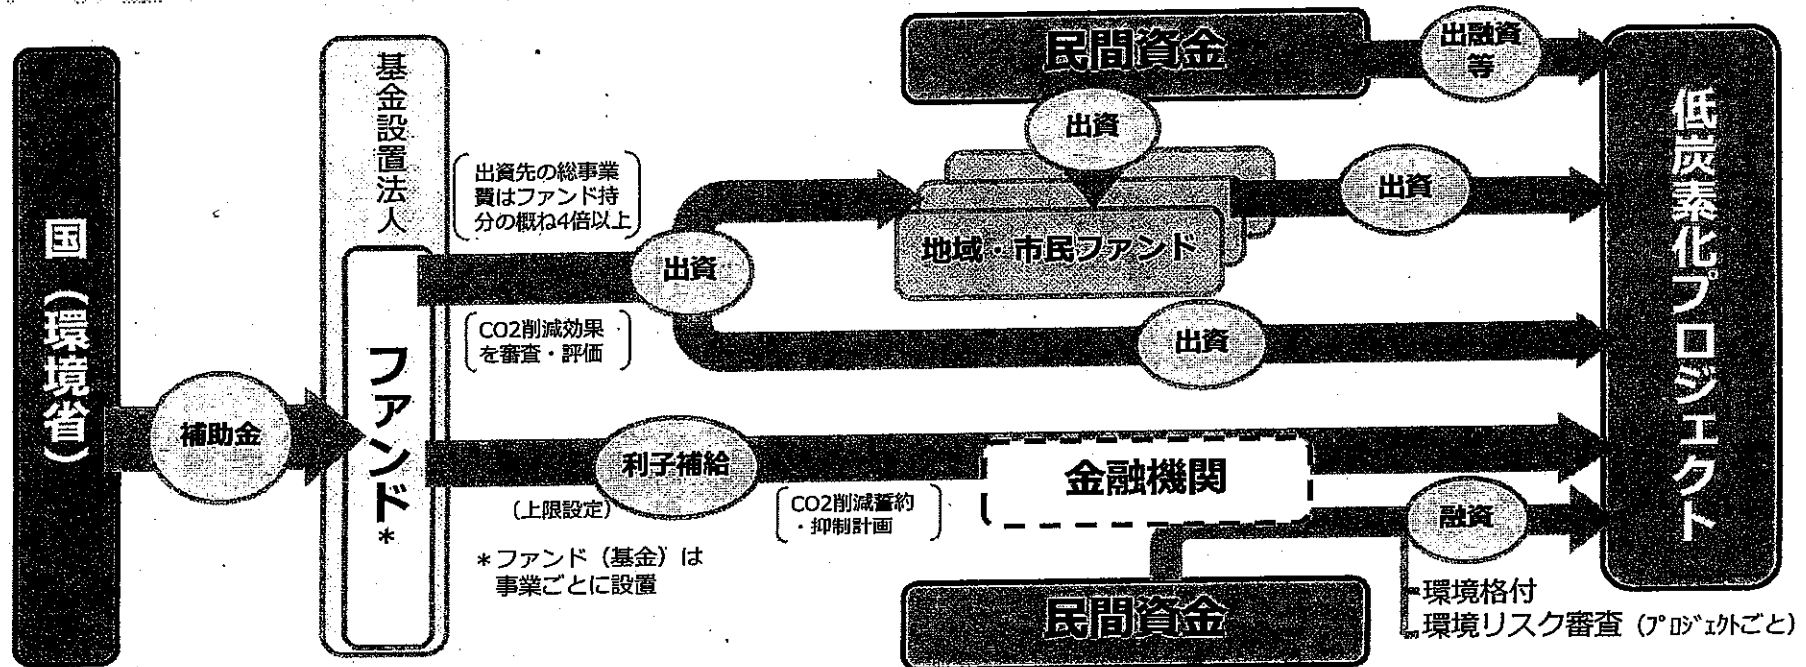 国（環境省）
補助金
基金設置法人
ファンド*
出資先の総事業
費はファンド持
分の概ね4倍以上
出資
CO2削減効果
を審査・評価
利子補給
（上限設定）
CO2削減誓約
・抑制計画
*ファンド（基金）は
事業ごとに設置
民間資金
出融資
等
出資
地域・市民ファンド
出資
出資
金融機関
融資
民間資金
環境格付
環境リスク審査（ﾌﾟﾛｼﾞｪｸﾄごと）
低炭素化プロジェクト